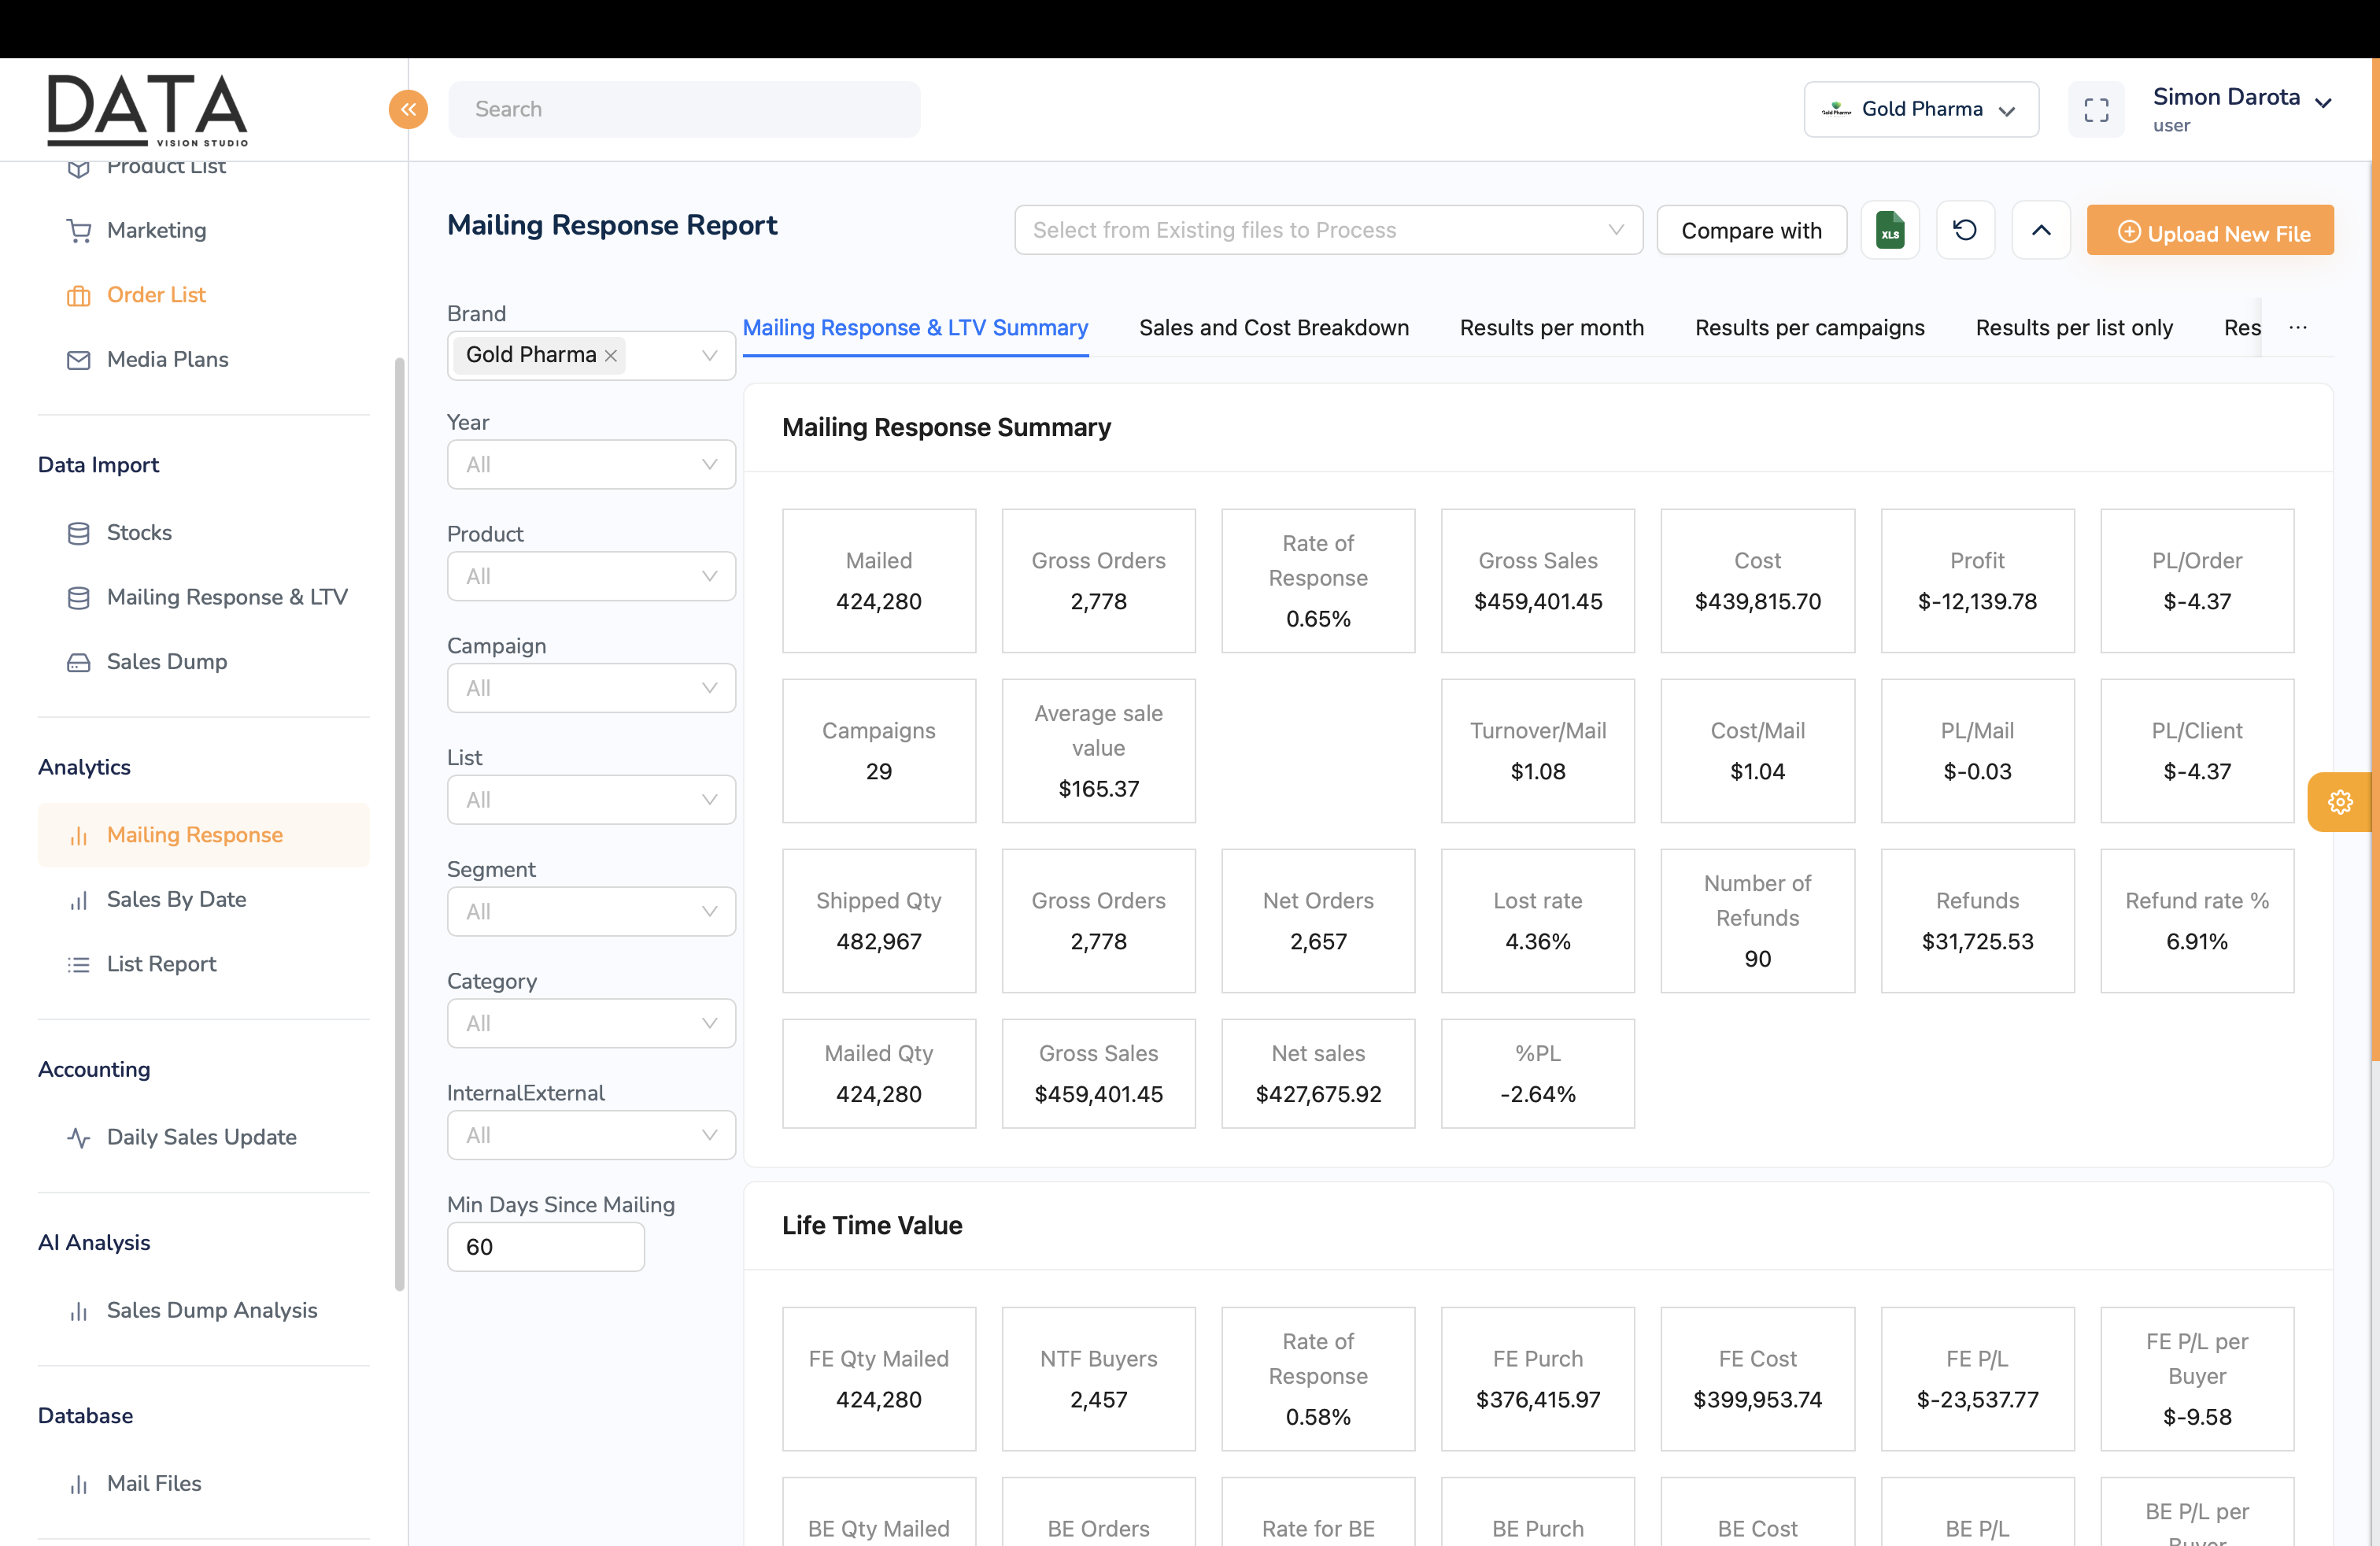 DATA
VISION STUDIO
Search
Gold Pharma
Simon Darota
user
Product List
Marketing
Order List
Media Plans
Data Import
Stocks
Mailing Response & LTV
Sales Dump
Analytics
Mailing Response
Sales By Date
List Report
Accounting
Daily Sales Update
AI Analysis
Sales Dump Analysis
Database
Mail Files
Mailing Response Report
Select from Existing files to Process
Compare with
XLS
Upload New File
Brand
Gold Pharma
Year
All
Product
All
Campaign
All
List
All
Segment
All
Category
All
InternalExternal
All
Min Days Since Mailing
60
Mailing Response & LTV Summary
Sales and Cost Breakdown
Results per month
Results per campaigns
Results per list only
Res
Mailing Response Summary
Mailed
424,280
Gross Orders
2,778
Rate of
Response
0.65%
Gross Sales
$459,401.45
Cost
$439,815.70
Profit
$-12,139.78
PL/Order
$-4.37
Campaigns
29
Average sale
value
$165.37
Turnover/Mail
$1.08
Cost/Mail
$1.04
PL/Mail
$-0.03
PL/Client
$-4.37
Shipped Qty
482,967
Gross Orders
2,778
Net Orders
2,657
Lost rate
4.36%
Number of
Refunds
90
Refunds
$31,725.53
Refund rate %
6.91%
Mailed Qty
424,280
Gross Sales
$459,401.45
Net sales
$427,675.92
%PL
-2.64%
Life Time Value
FE Qty Mailed
424,280
NTF Buyers
2,457
Rate of
Response
0.58%
FE Purch
$376,415.97
FE Cost
$399,953.74
FE P/L
$-23,537.77
FE P/L per
Buyer
$-9.58
BE Qty Mailed
BE Orders
Rate for BE
BE Purch
BE Cost
BE P/L
BE P/L per